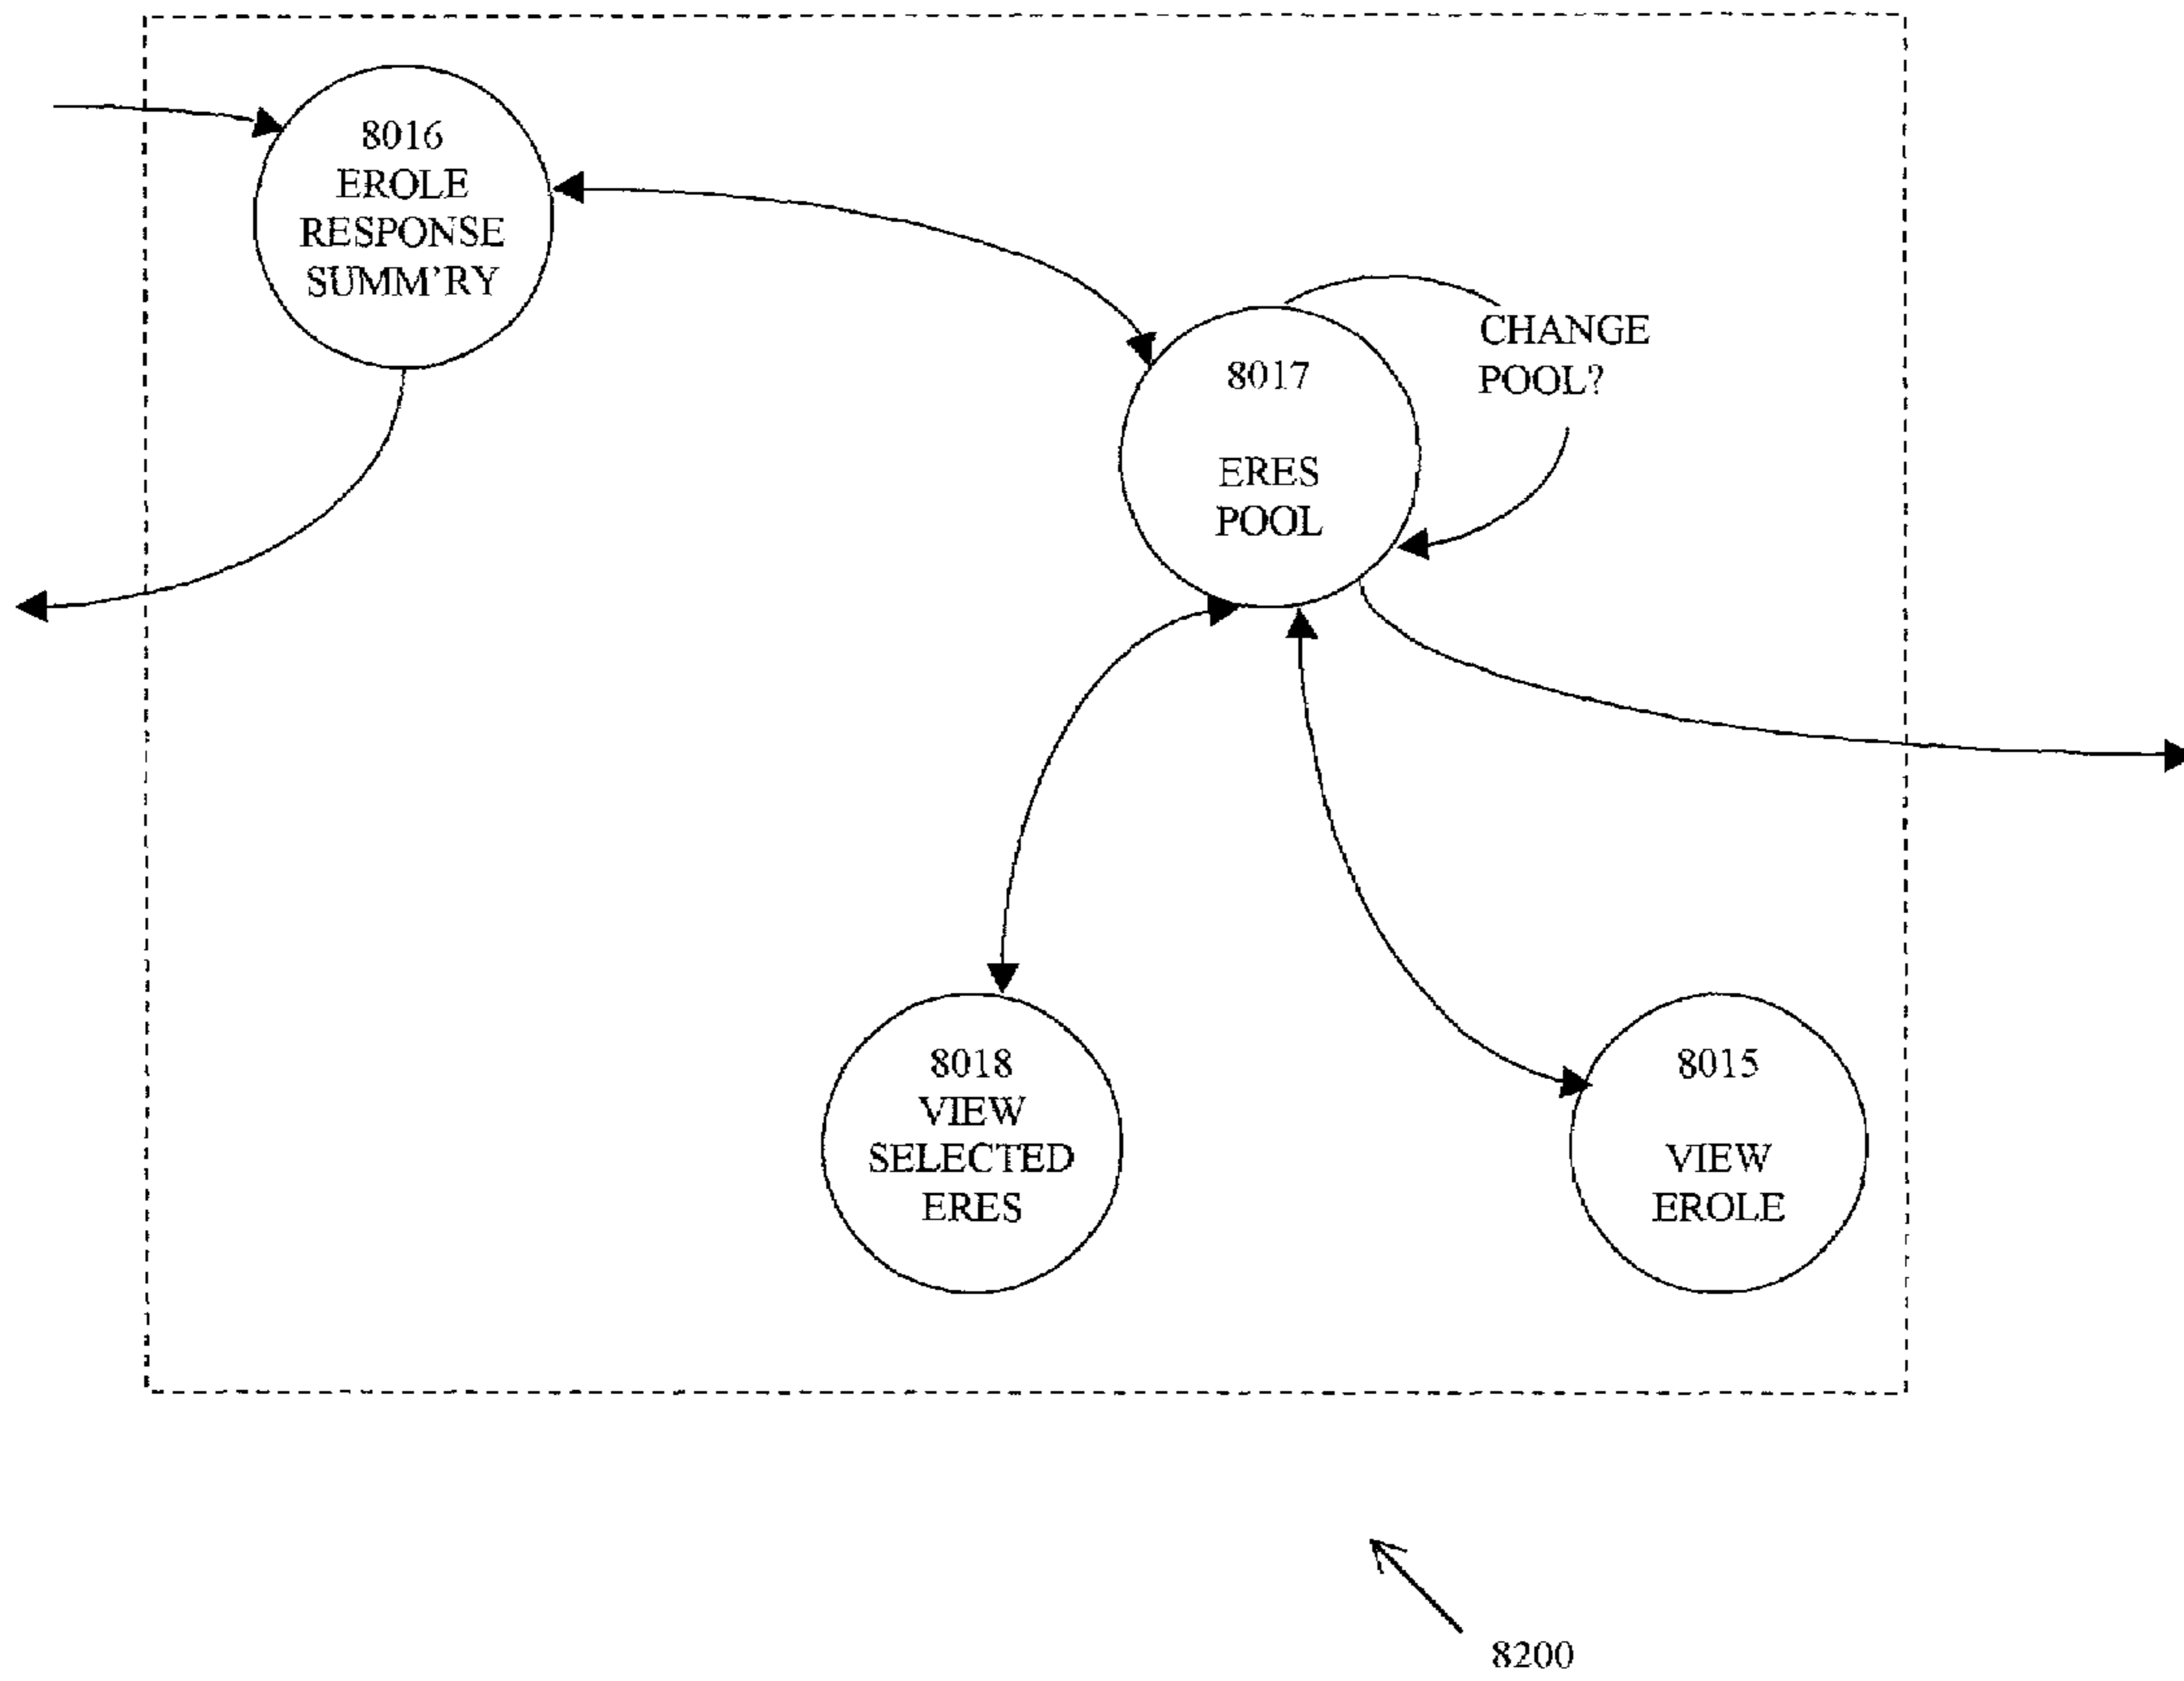 8016
EROLE
RESPONSE
SUMM'RY
CHANGE
POOL?
8017
ERES
POOL
8018
VIEW
SELECTED
ERES
8015
VIEW
EROLE
8200